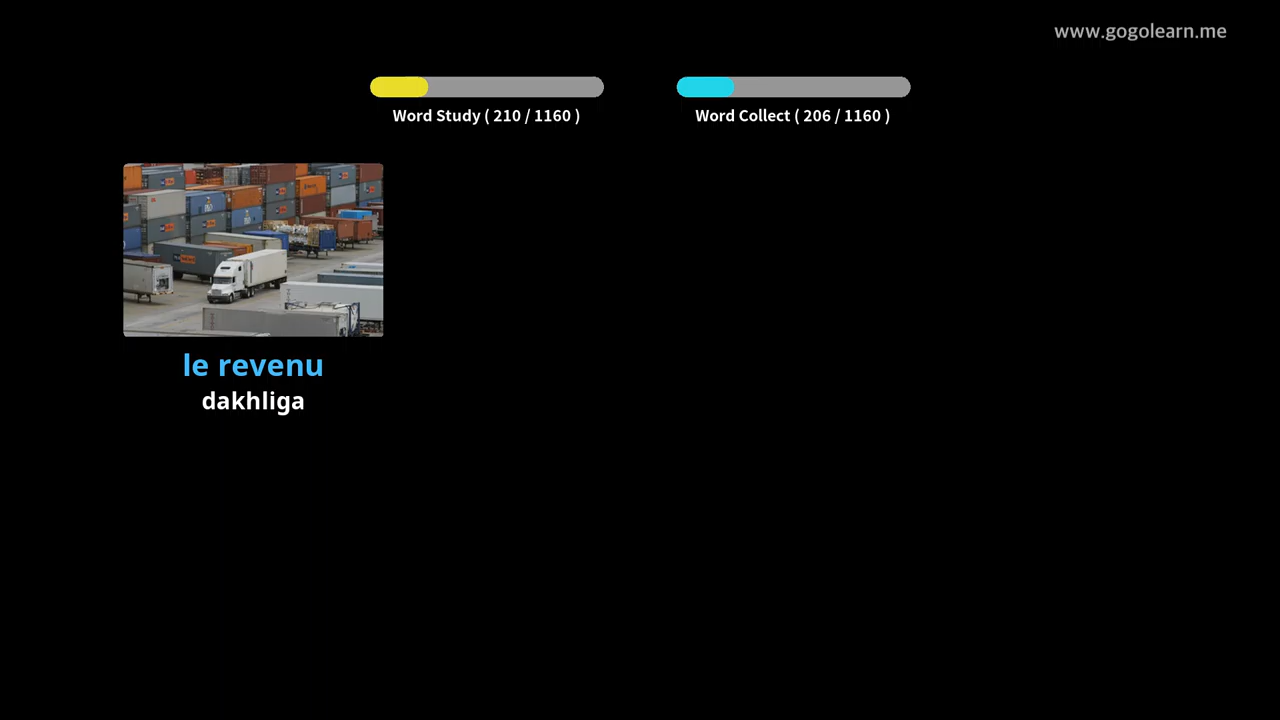 www.gogolearn.me
Word Study ( 210 / 1160 )
Word Collect ( 206 / 1160 )
le revenu
dakhliga